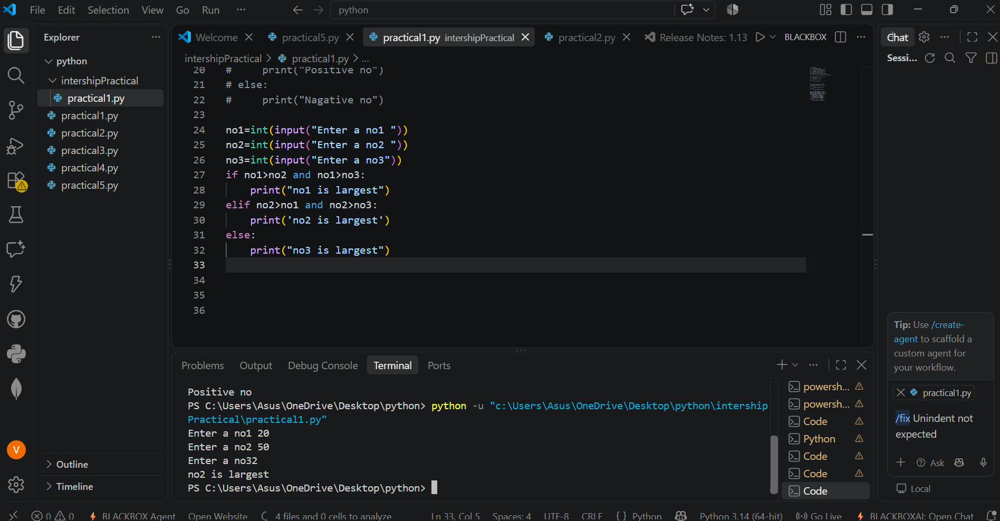 File Edit Selection View Go Run ...
python
Explorer ...
python
intershipPractical
practical1.py
practical1.py
practical2.py
practical3.py
practical4.py
practical5.py
Outline
Timeline
V
Welcome practical5.py practical1.py intershipPractical practical2.py Release Notes: 1.13 BLACKBOX ...
intershipPractical > practical1.py > ...
20 #     print("Positive no")
21 # else:
22 #     print("Nagative no")
23
24 no1=int(input("Enter a no1 "))
25 no2=int(input("Enter a no2 "))
26 no3=int(input("Enter a no3"))
27 if no1>no2 and no1>no3:
28     print("no1 is largest")
29 elif no2>no1 and no2>no3:
30     print('no2 is largest')
31 else:
32     print("no3 is largest")
33
34
35
36
Problems Output Debug Console Terminal Ports
Positive no
PS C:\Users\Asus\OneDrive\Desktop\python> python -u "c:\Users\Asus\OneDrive\Desktop\python\intership
Practical\practical1.py"
Enter a no1 20
Enter a no2 50
Enter a no32
no2 is largest
PS C:\Users\Asus\OneDrive\Desktop\python>
powersh...
powersh...
Code
Python
Code
Code
Code
Chat ...
Sessi...
Tip: Use /create-
agent to scaffold a
custom agent for
your workflow.
practical1.py
/fix Unindent not
expected
Ask
Local
0 0 BLACKBOX Agent Open Website 4 files and 0 cells to analyze Ln 33, Col 5 Spaces: 4 UTF-8 CRLF { } Python Python 3.14 (64-bit) Go Live BLACKBOXAI: Open Chat